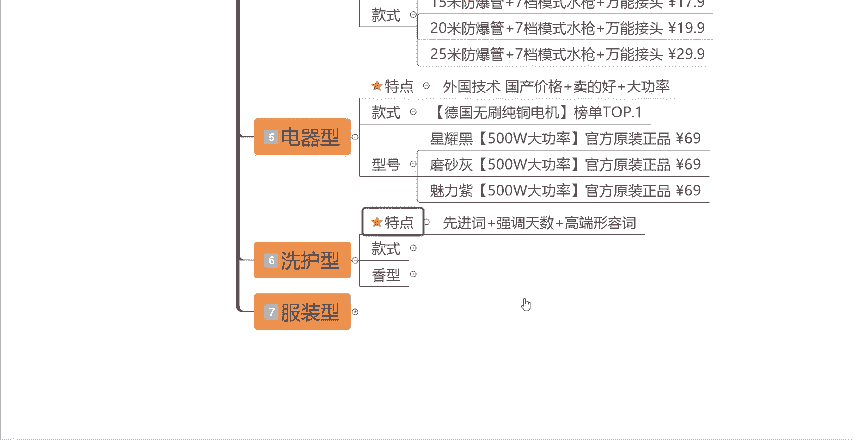 15米防爆管+7档模式水枪+万能接头 ¥17.9
款式
20米防爆管+7档模式水枪+万能接头 ¥19.9
25米防爆管+7档模式水枪+万能接头 ¥29.9
特点 外国技术 国产价格+卖的好+大功率
款式 【德国无刷纯铜电机】榜单TOP.1
5 电器型
星耀黑【500W大功率】官方原装正品 ¥69
型号 磨砂灰【500W大功率】官方原装正品 ¥69
魅力紫【500W大功率】官方原装正品 ¥69
特点 先进词+强调天数+高端形容词
款式
6 洗护型
香型
7 服装型